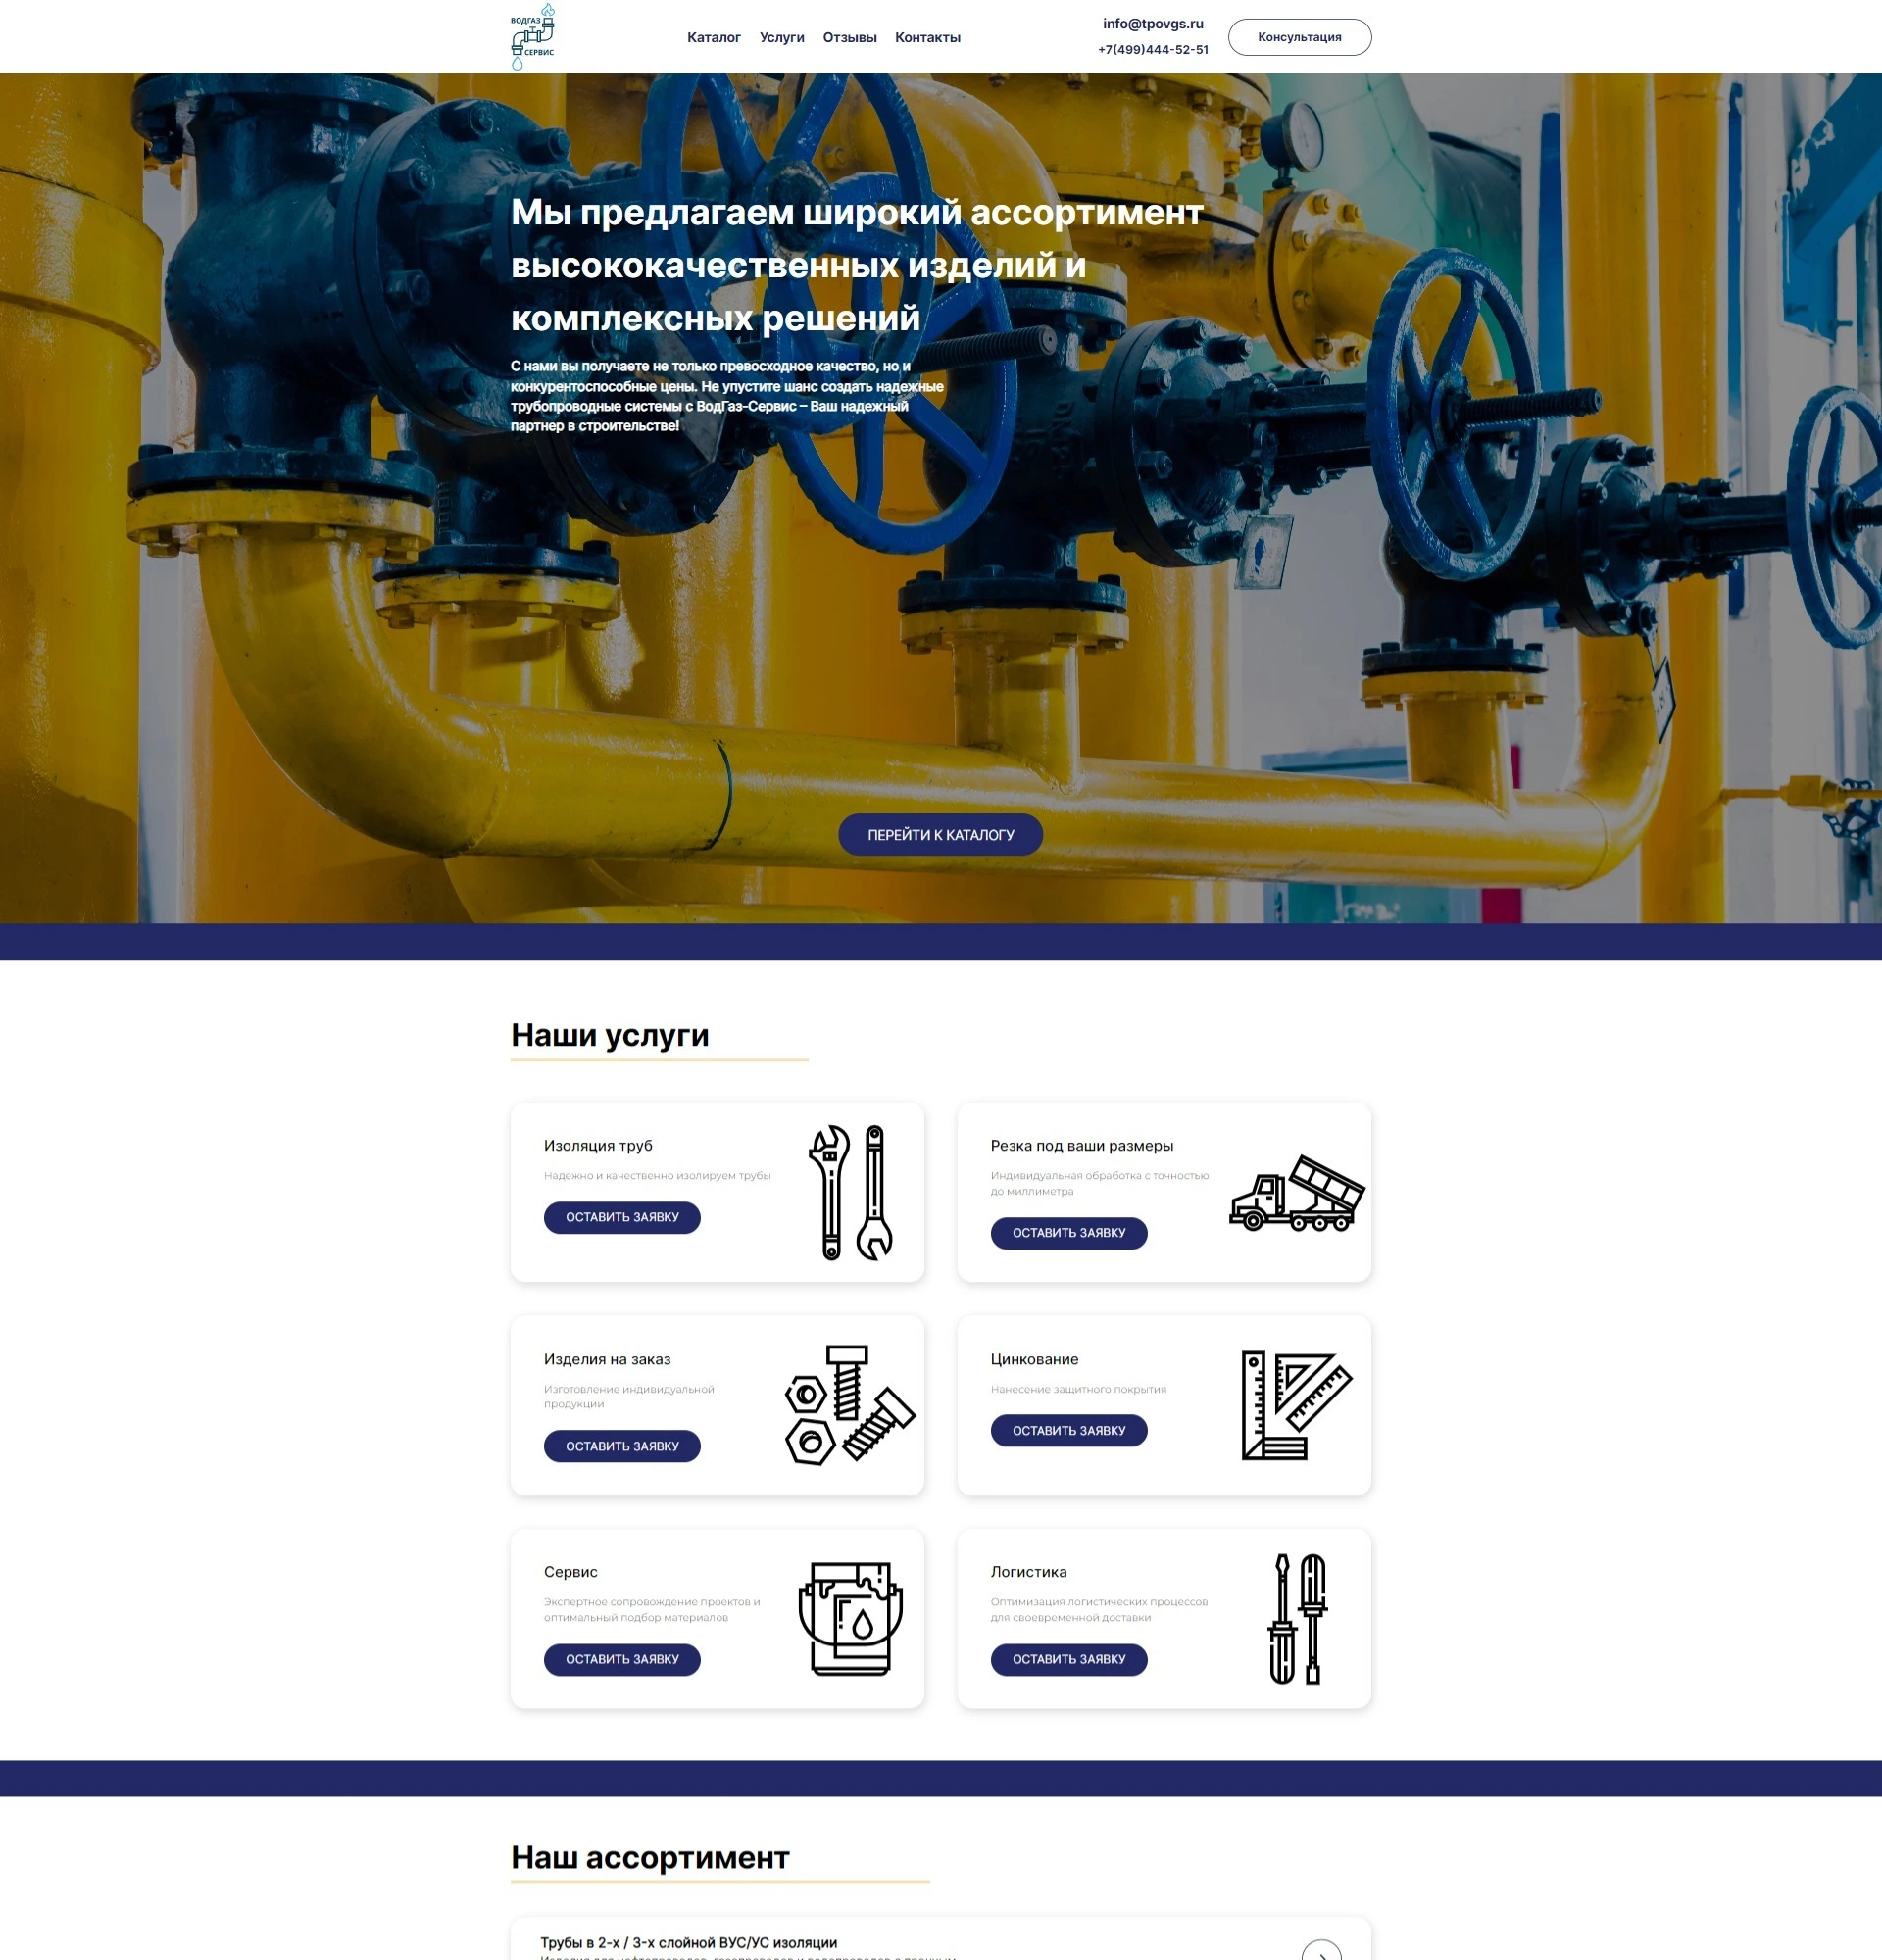 ВОДГАЗ
СЕРВИС
Каталог Услуги Отзывы Контакты
info@tpovgs.ru
+7(499)444-52-51
Консультация
Мы предлагаем широкий ассортимент
высококачественных изделий и
комплексных решений
С нами вы получаете не только превосходное качество, но и
конкурентоспособные цены. Не упустите шанс создать надежные
трубопроводные системы с ВодГаз-Сервис – Ваш надежный
партнер в строительстве!
ПЕРЕЙТИ К КАТАЛОГУ
Наши услуги
Изоляция труб
Надежно и качественно изолируем трубы
ОСТАВИТЬ ЗАЯВКУ
Резка под ваши размеры
Индивидуальная обработка с точностью
до миллиметра
ОСТАВИТЬ ЗАЯВКУ
Изделия на заказ
Изготовление индивидуальной
продукции
ОСТАВИТЬ ЗАЯВКУ
Цинкование
Нанесение защитного покрытия
ОСТАВИТЬ ЗАЯВКУ
Сервис
Экспертное сопровождение проектов и
оптимальный подбор материалов
ОСТАВИТЬ ЗАЯВКУ
Логистика
Оптимизация логистических процессов
для своевременной доставки
ОСТАВИТЬ ЗАЯВКУ
Наш ассортимент
Трубы в 2-х / 3-х слойной ВУС/УС изоляции